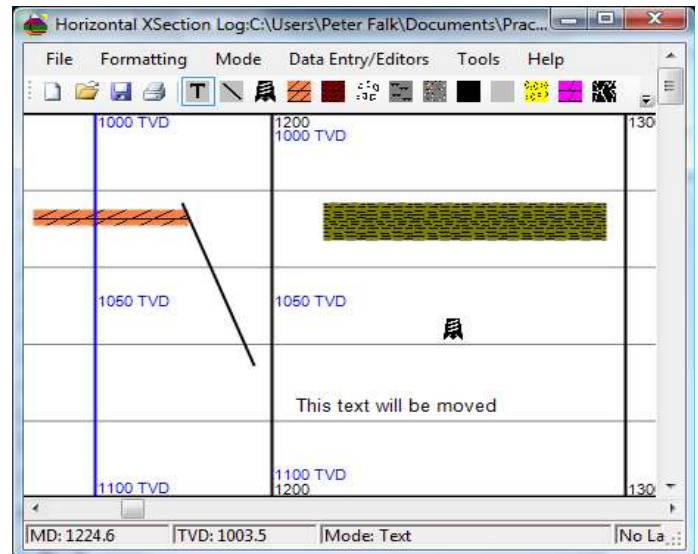 Horizontal XSection Log:C:\Users\Peter Falk\Documents\Prac...
File Formatting Mode Data Entry/Editors Tools Help
T
1000 TVD
1200
1000 TVD
130
1050 TVD
1050 TVD
This text will be moved
1100 TVD
1100 TVD
1200
130
MD: 1224.6 TVD: 1003.5 Mode: Text No La